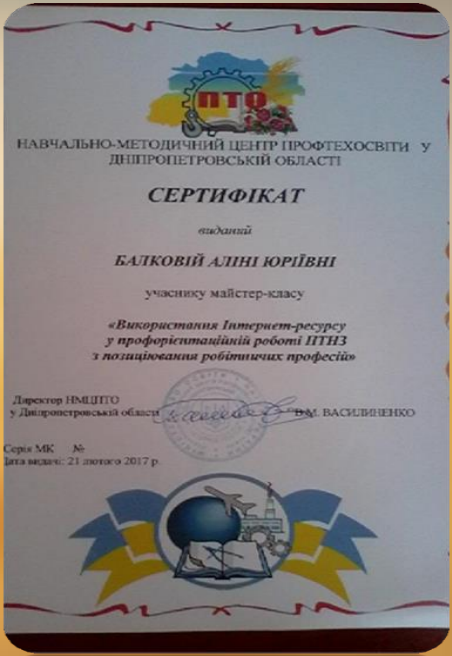 ПТО
НАВЧАЛЬНО-МЕТОДИЧНИЙ ЦЕНТР ПРОФТЕХОСВІТИ У
ДНІПРОПЕТРОВСЬКІЙ ОБЛАСТІ
СЕРТИФІКАТ
виданий
БАЛКОВІЙ АЛІНІ ЮРІЇВНІ
учаснику майстер-класу
«Використання Інтернет-ресурсу
у профорієнтаційній роботі ПТНЗ
з позиціювання робітничих професій»
Директор НМЦПТО
у Дніпропетровській області В.М. ВАСИЛИНЕНКО
Серія МК №
Дата видачі: 21 лютого 2017 р.